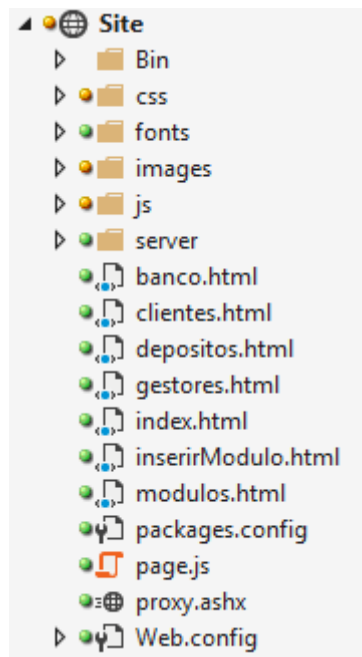 Site
Bin
css
fonts
images
js
server
banco.html
clientes.html
depositos.html
gestores.html
index.html
inserirModulo.html
modulos.html
packages.config
page.js
proxy.ashx
Web.config